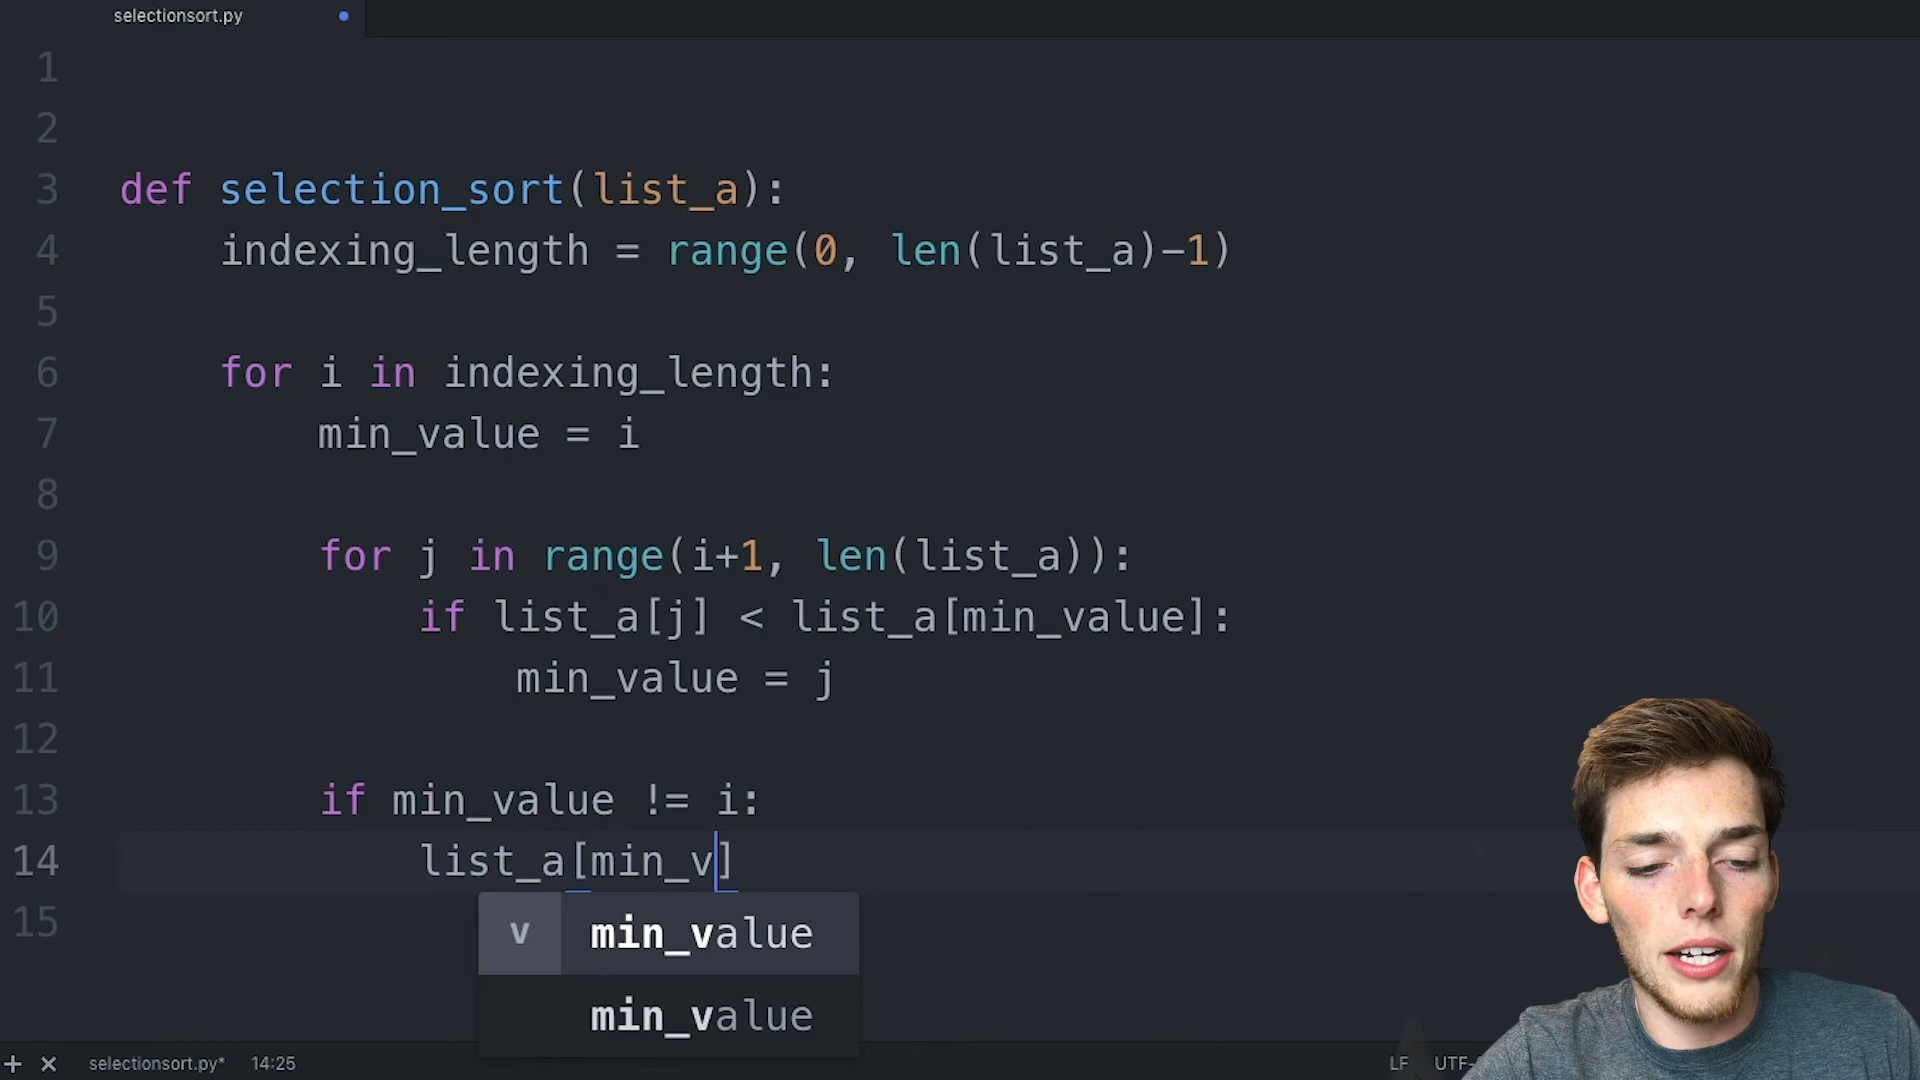 selectionsort.py
1
2
3 def selection_sort(list_a):
4 indexing_length = range(0, len(list_a)-1)
5
6 for i in indexing_length:
7 min_value = i
8
9 for j in range(i+1, len(list_a)):
10 if list_a[j] < list_a[min_value]:
11 min_value = j
12
13 if min_value != i:
14 list_a[min_v]
15
v min_value
min_value
selectionsort.py* 14:25 LF UTF-